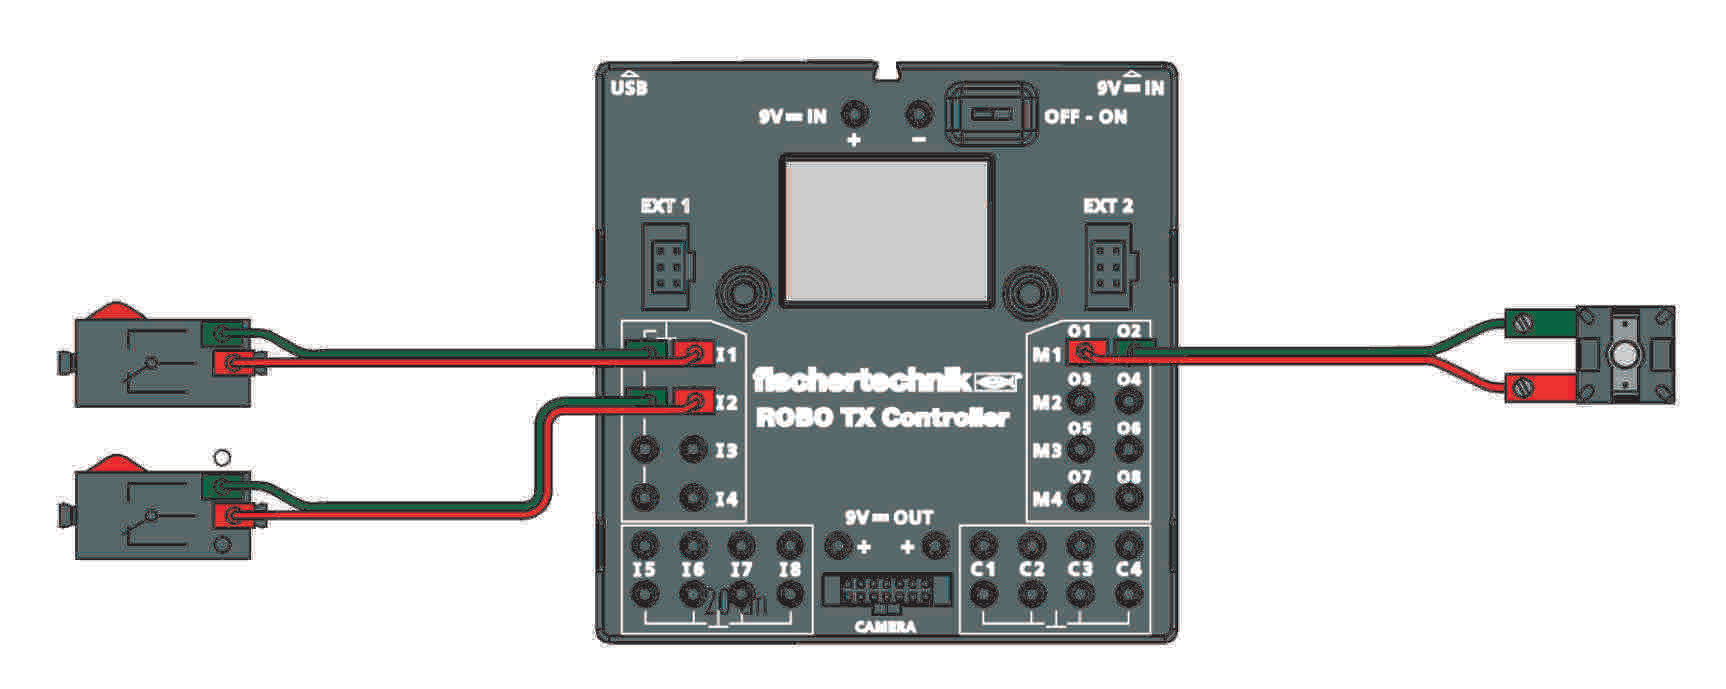 USB
9V IN
9V IN
OFF - ON
+
−
EXT 1
EXT 2
I1
O1 O2
M1
fischertechnik
O3 O4
I2
M2
ROBO TX Controller
O5 O6
I3
M3
O7 O8
I4
M4
9V OUT
+ +
I5 I6 I7 I8
C1 C2 C3 C4
CAMERA